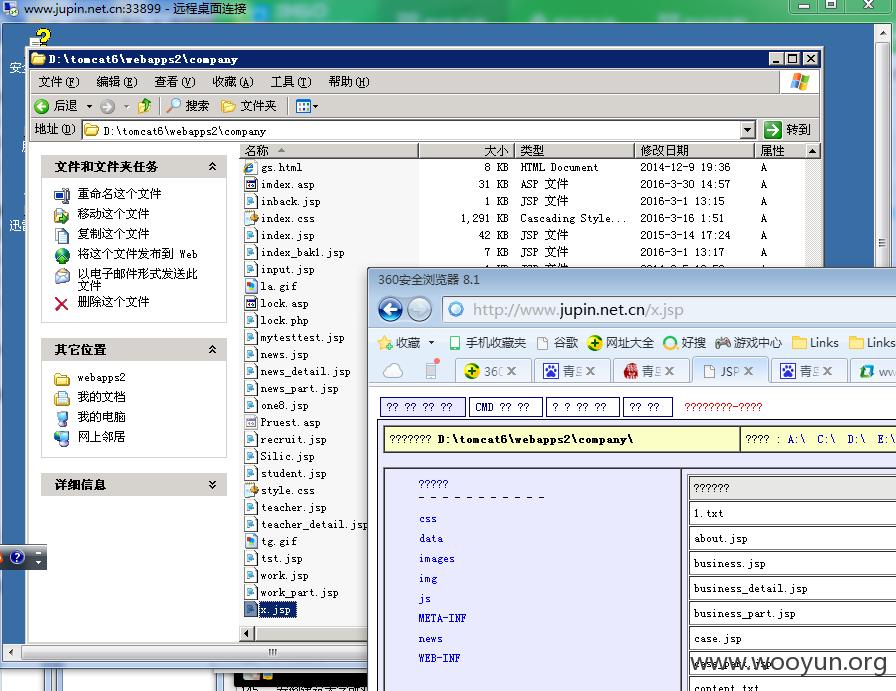 www.jupin.net.cn:33899 - 远程桌面连接
D:\tomcat6\webapps2\company
文件(F) 编辑(E) 查看(V) 收藏(A) 工具(T) 帮助(H)
后退 搜索 文件夹
地址(D) D:\tomcat6\webapps2\company 转到
文件和文件夹任务
重命名这个文件
移动这个文件
复制这个文件
将这个文件发布到 Web
以电子邮件形式发送此
文件
删除这个文件
其它位置
webapps2
我的文档
我的电脑
网上邻居
详细信息
名称 大小 类型 修改日期 属性
gs.html 8 KB HTML Document 2014-12-9 19:36 A
imdex.asp 31 KB ASP 文件 2016-3-30 14:57 A
inback.jsp 1 KB JSP 文件 2016-3-1 13:15 A
index.css 1,291 KB Cascading Style... 2016-3-16 1:51 A
index.jsp 42 KB JSP 文件 2015-3-14 17:24 A
index_bak1.jsp 7 KB JSP 文件 2016-3-1 13:17 A
input.jsp
la.gif
lock.asp
lock.php
mytesttest.jsp
news.jsp
news_detail.jsp
news_part.jsp
one8.jsp
Pruest.asp
recruit.jsp
Silic.jsp
student.jsp
style.css
teacher.jsp
teacher_detail.jsp
tg.gif
tst.jsp
work.jsp
work_part.jsp
x.jsp
360安全浏览器 8.1
http://www.jupin.net.cn/x.jsp
收藏 手机收藏夹 谷歌 网址大全 好搜 游戏中心 Links Links
JSP
?? ?? ?? ?? CMD ?? ?? ? ? ?? ?? ?? ?? ????????-????
??????? D:\tomcat6\webapps2\company\ ???? : A:\ C:\ D:\ E:\
?????
- - - - - - - - - - -
css
data
images
img
js
META-INF
news
WEB-INF
??????
1.txt
about.jsp
business.jsp
business_detail.jsp
business_part.jsp
case.jsp
content.txt
www.wooyun.org